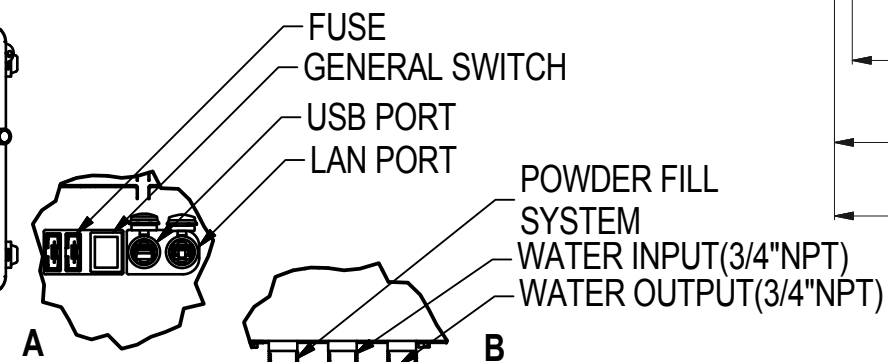 FUSE
GENERAL SWITCH
USB PORT
LAN PORT
POWDER FILL
SYSTEM
WATER INPUT(3/4"NPT)
WATER OUTPUT(3/4"NPT)
A
B